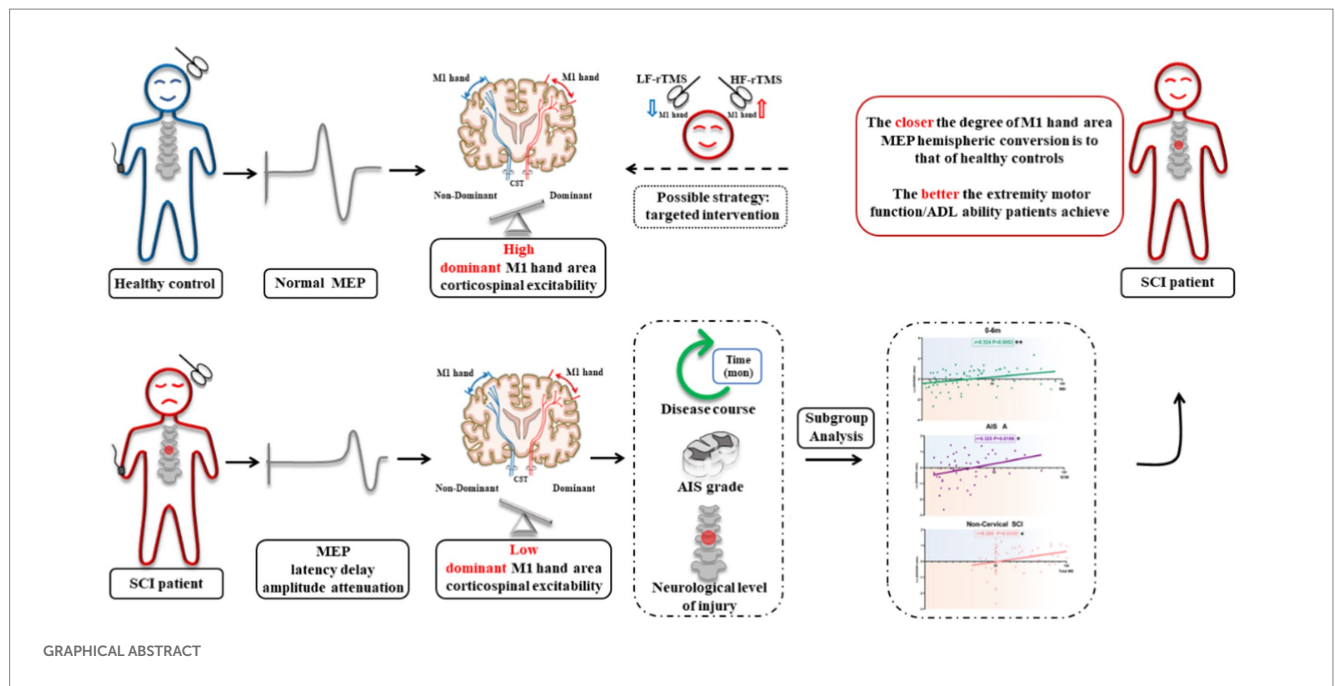 M1 hand
M1 hand
Non-Dominant
CST
Dominant
High
dominant M1 hand area
corticospinal excitability
Healthy control
Normal MEP
LF-rTMS
HF-rTMS
M1 hand
M1 hand
Possible strategy:
targeted intervention
The closer the degree of M1 hand area
MEP hemispheric conversion is to
that of healthy controls
The better the extremity motor
function/ADL ability patients achieve
SCI patient
SCI patient
MEP
latency delay
amplitude attenuation
M1 hand
M1 hand
Non-Dominant
CST
Dominant
Low
dominant M1 hand area
corticospinal excitability
Time
(mon)
Disease course
AIS grade
Neurological level
of injury
Subgroup
Analysis
0-6m
AIS A
Non-Cervical SCI
GRAPHICAL ABSTRACT